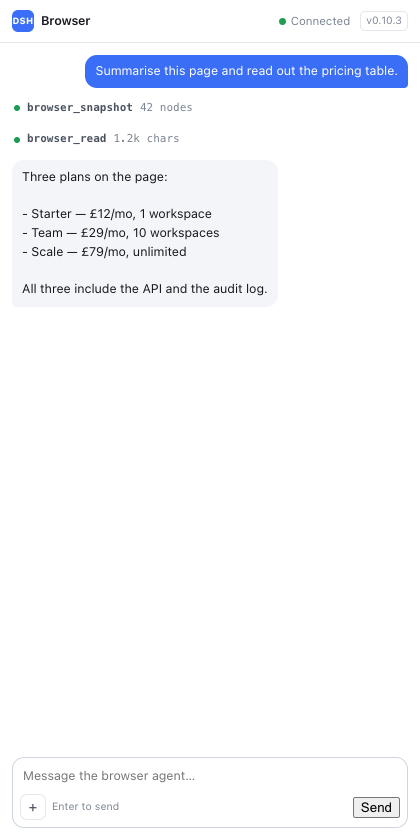 DSH Browser Connected v0.10.3
Summarise this page and read out the pricing table.
browser_snapshot 42 nodes
browser_read 1.2k chars
Three plans on the page:
- Starter — £12/mo, 1 workspace
- Team — £29/mo, 10 workspaces
- Scale — £79/mo, unlimited
All three include the API and the audit log.
Message the browser agent...
+ Enter to send Send